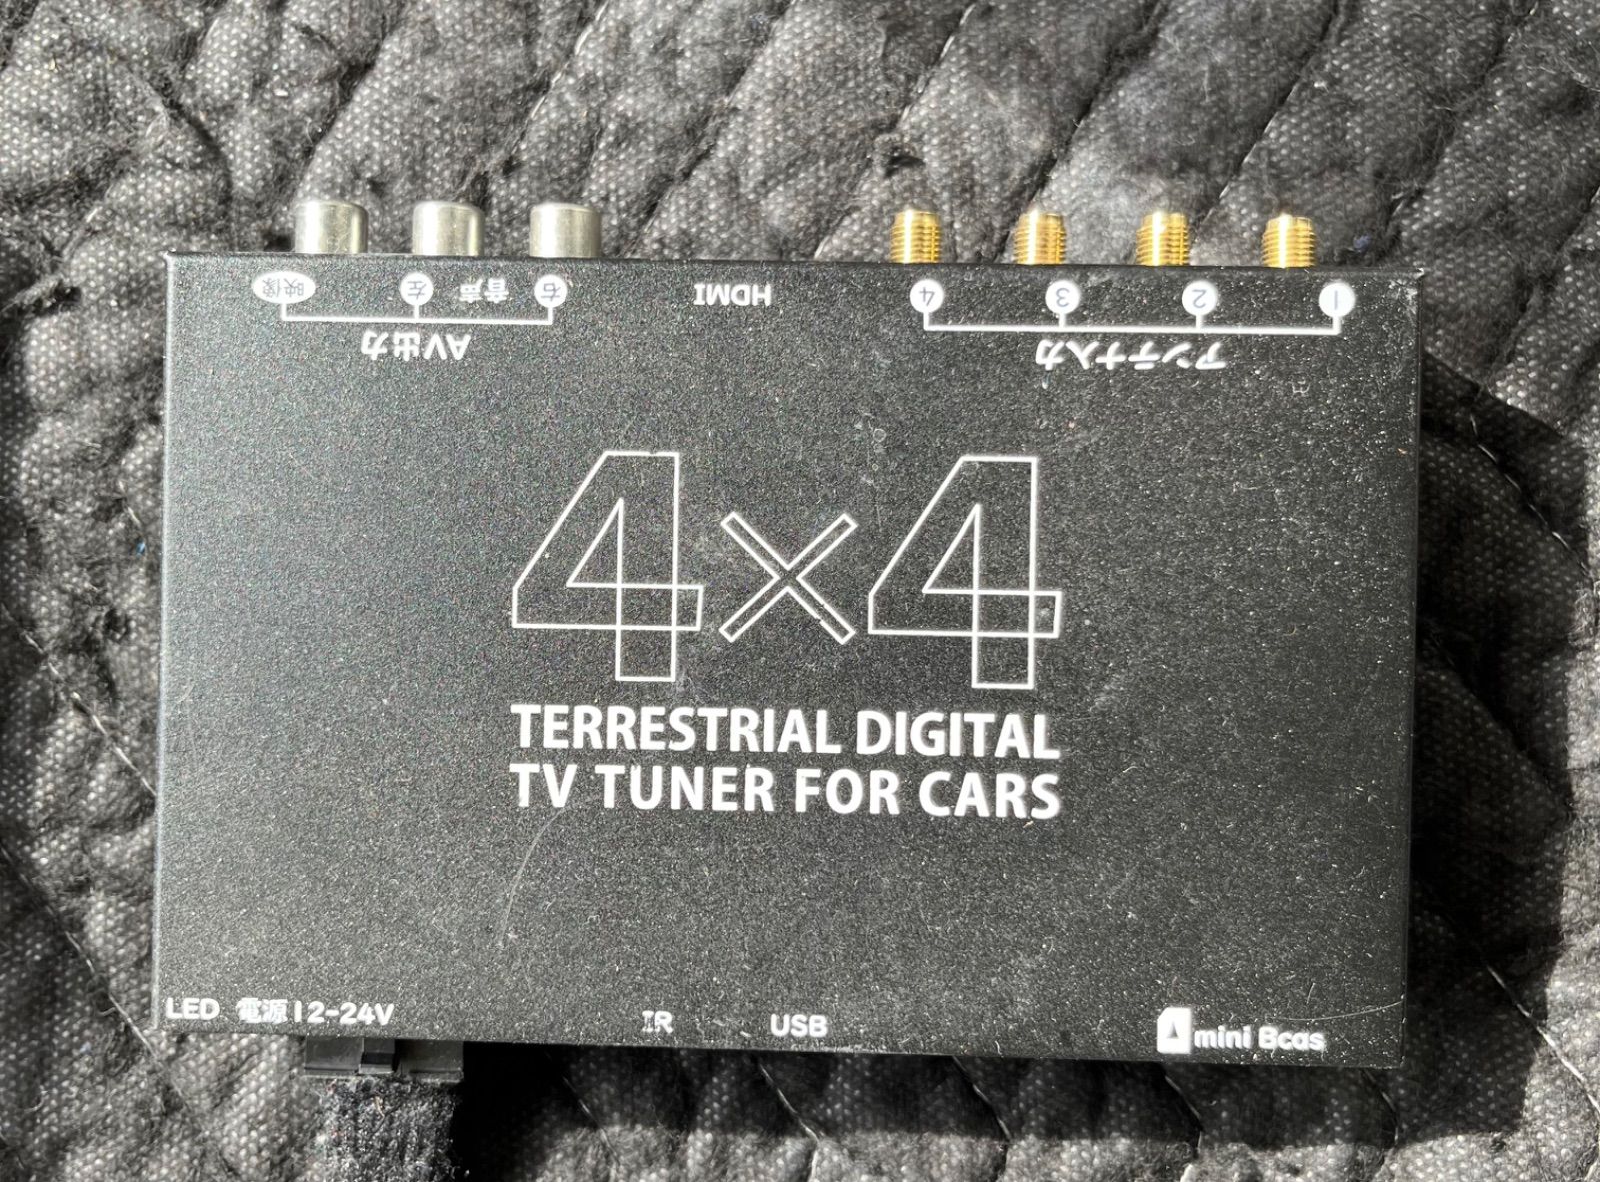 映像 左 音声 右
AV出力
HDMI
4 3 2 1
アンテナ入力
4×4
TERRESTRIAL DIGITAL
TV TUNER FOR CARS
LED 電源12-24V
IR
USB
mini Bcas